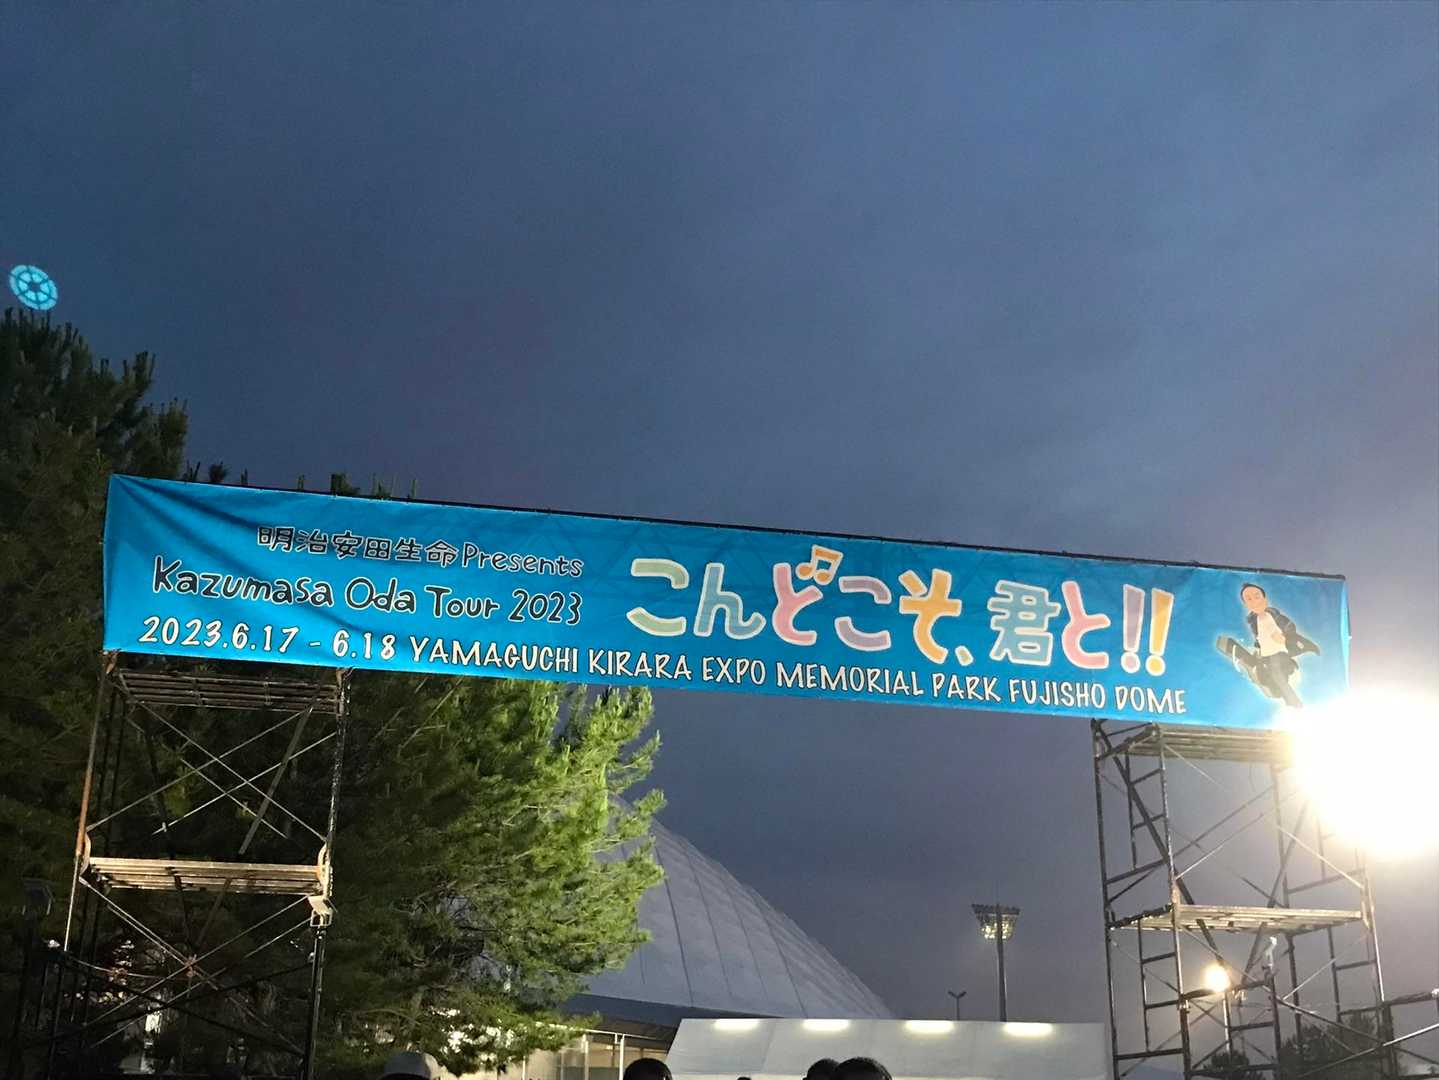 明治安田生命Presents
Kazumasa Oda Tour 2023
こんどこそ、君と!!
2023.6.17 - 6.18 YAMAGUCHI KIRARA EXPO MEMORIAL PARK FUJISHO DOME